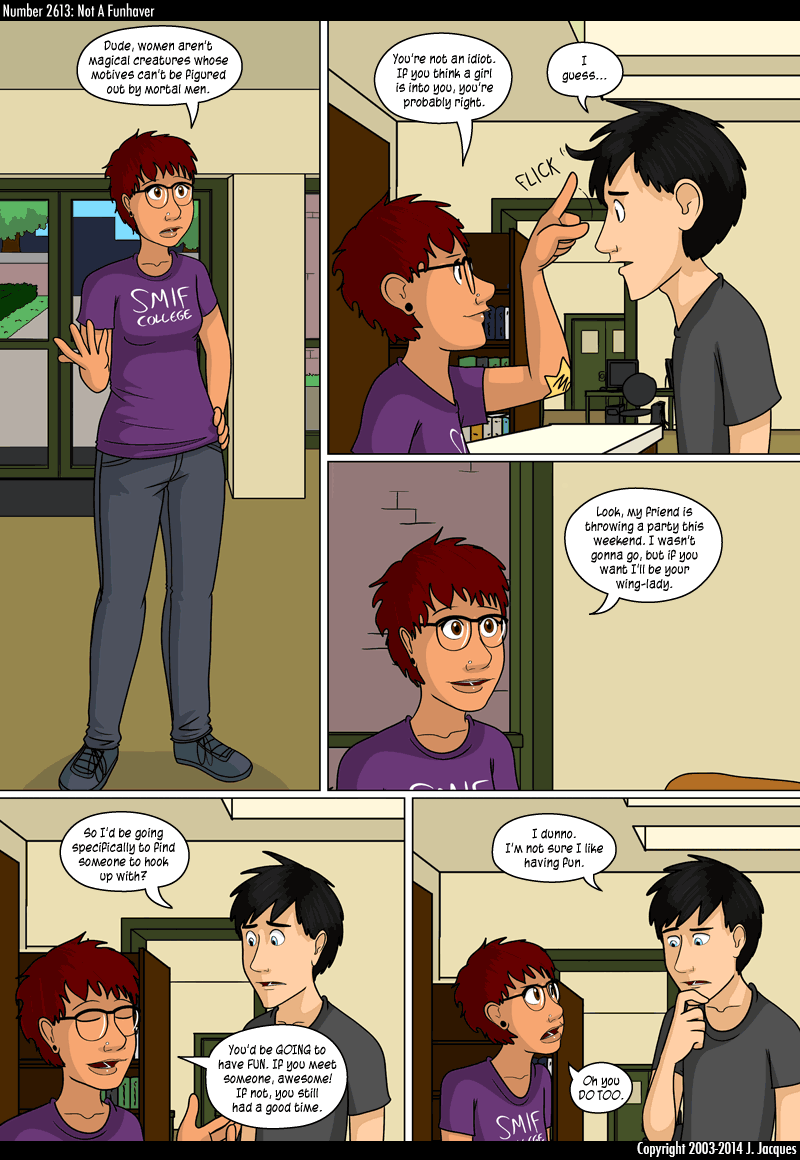 Number 2613: Not A Funhaver
Dude, women aren't
magical creatures whose
motives can't be figured
out by mortal men.
SMIF
COLLEGE
You're not an idiot.
If you think a girl
is into you, you're
probably right.
I
guess...
FLICK
M
Look, my friend is
throwing a party this
weekend. I wasn't
gonna go, but if you
want I'll be your
wing-lady.
SMIF
So I'd be going
specifically to find
someone to hook
up with?
You'd be GOING to
have FUN. If you meet
someone, awesome!
If not, you still
had a good time.
I dunno.
I'm not sure I like
having fun.
Oh you
DO TOO.
SMIF
COLLEGE
Copyright 2003-2014 J. Jacques